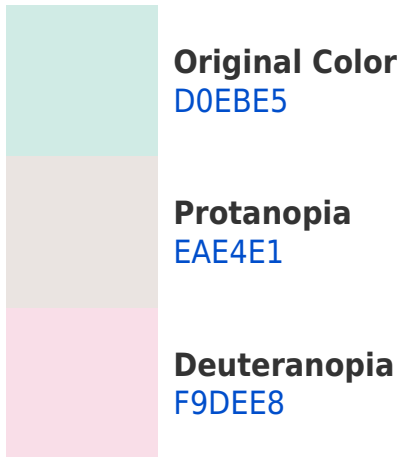 Original Color
D0EBE5
Protanopia
EAE4E1
Deuteranopia
F9DEE8